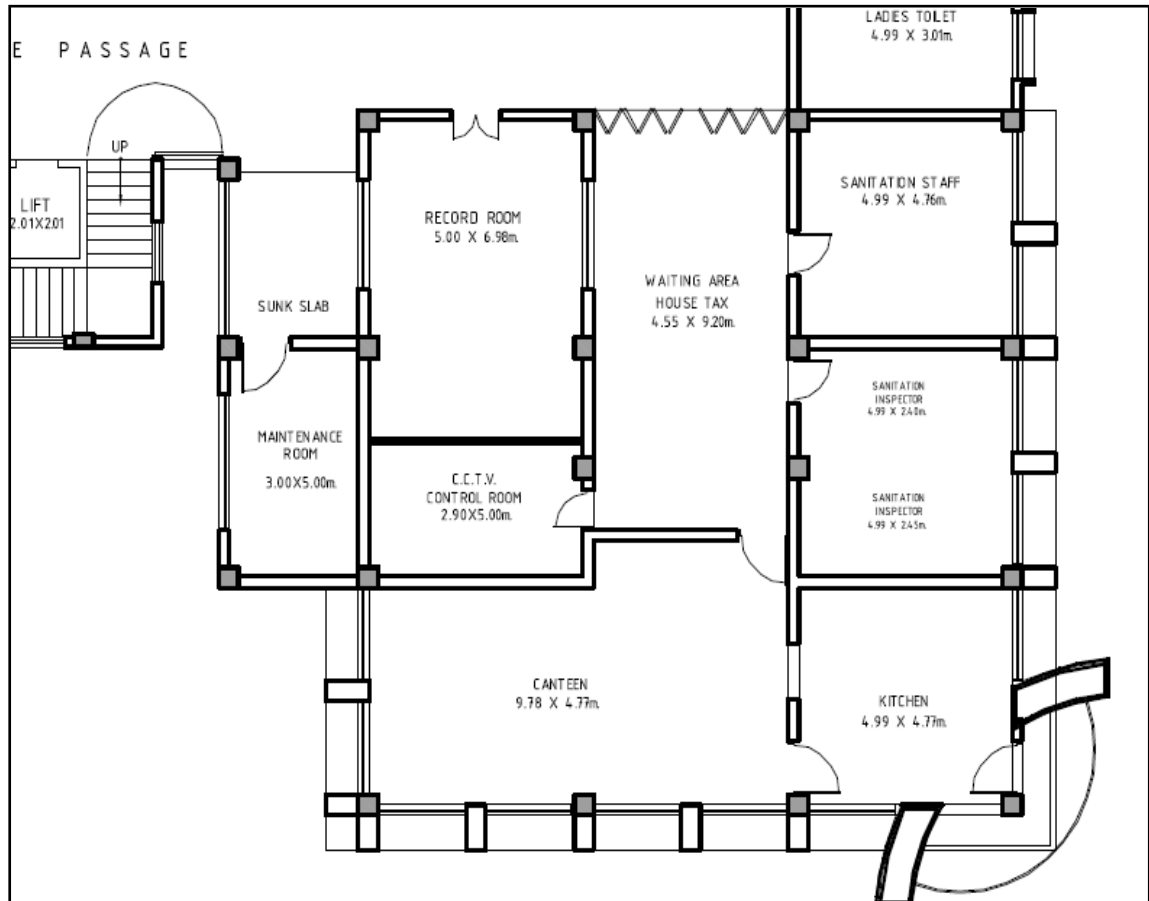 LADIES TOILET
4.99 X 3.01m.
E PASSAGE
UP
LIFT
2.01X2.01
SANITATION STAFF
4.99 X 4.76m.
RECORD ROOM
5.00 X 6.98m.
WAITING AREA
HOUSE TAX
4.55 X 9.20m.
SUNK SLAB
SANITATION
INSPECTOR
4.99 X 2.40m.
MAINTENANCE
ROOM
3.00X5.00m.
C.C.T.V.
CONTROL ROOM
2.90X5.00m.
SANITATION
INSPECTOR
4.99 X 2.45m.
CANTEEN
9.78 X 4.77m.
KITCHEN
4.99 X 4.77m.